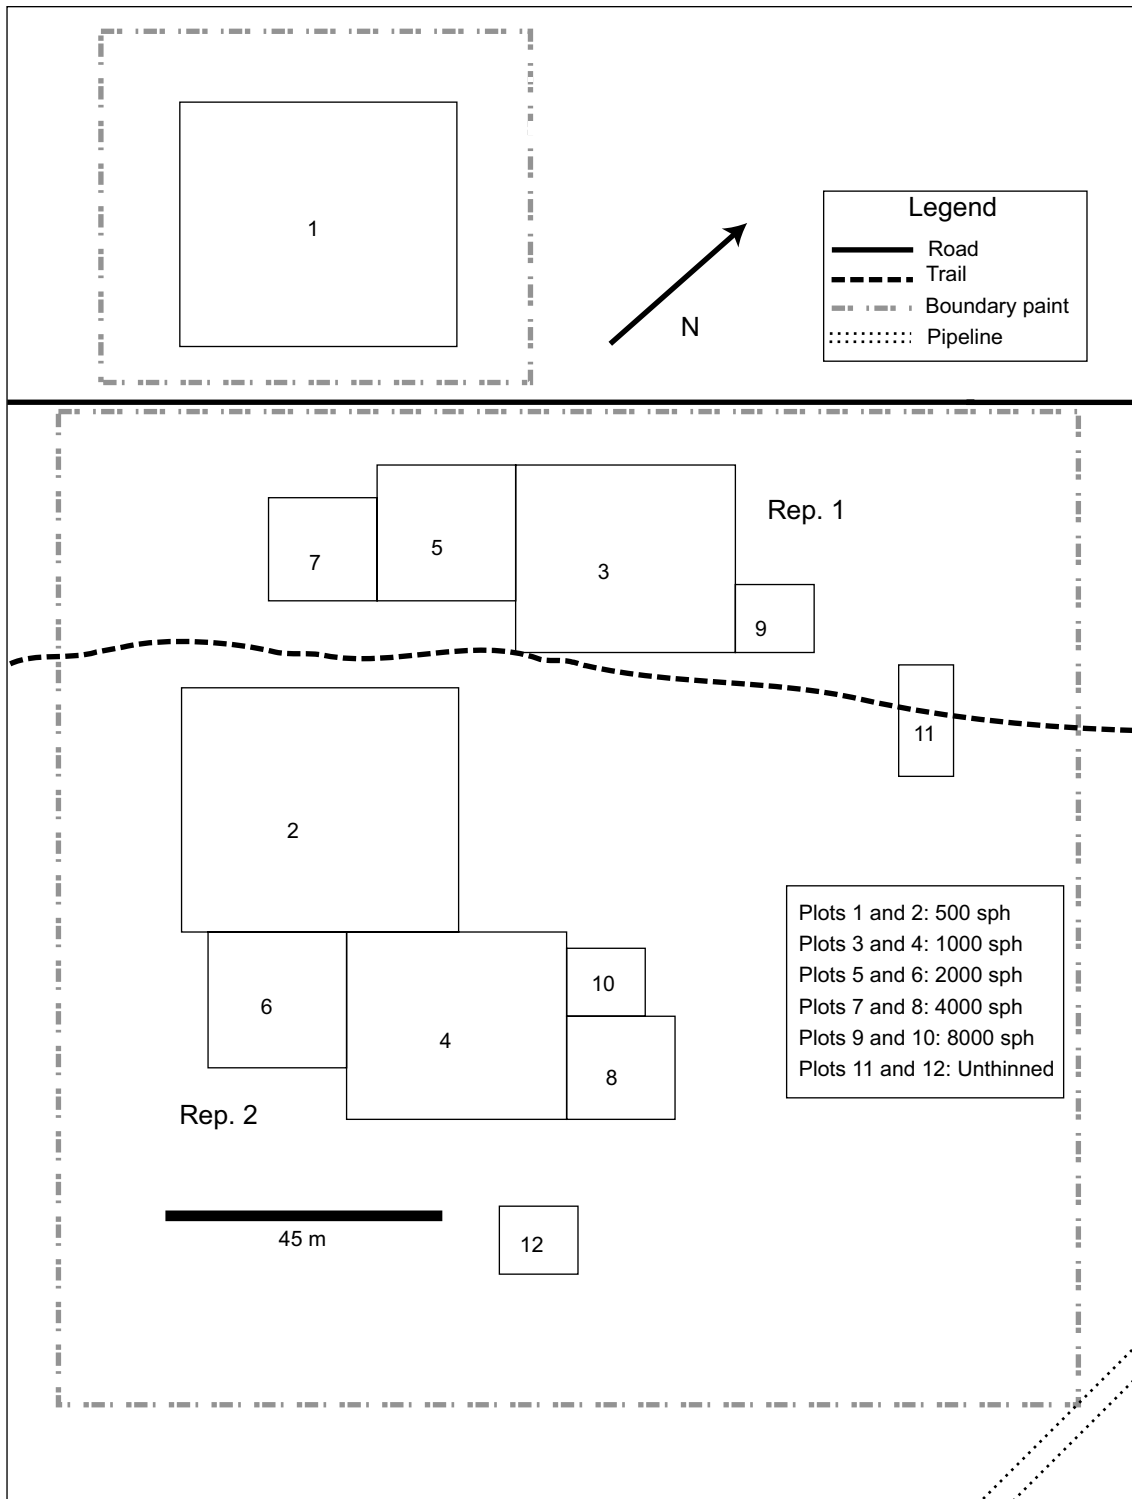 1
N
Legend
Road
Trail
Boundary paint
Pipeline
Rep. 1
7
5
3
9
11
2
6
4
10
8
Plots 1 and 2: 500 sph
Plots 3 and 4: 1000 sph
Plots 5 and 6: 2000 sph
Plots 7 and 8: 4000 sph
Plots 9 and 10: 8000 sph
Plots 11 and 12: Unthinned
Rep. 2
45 m
12